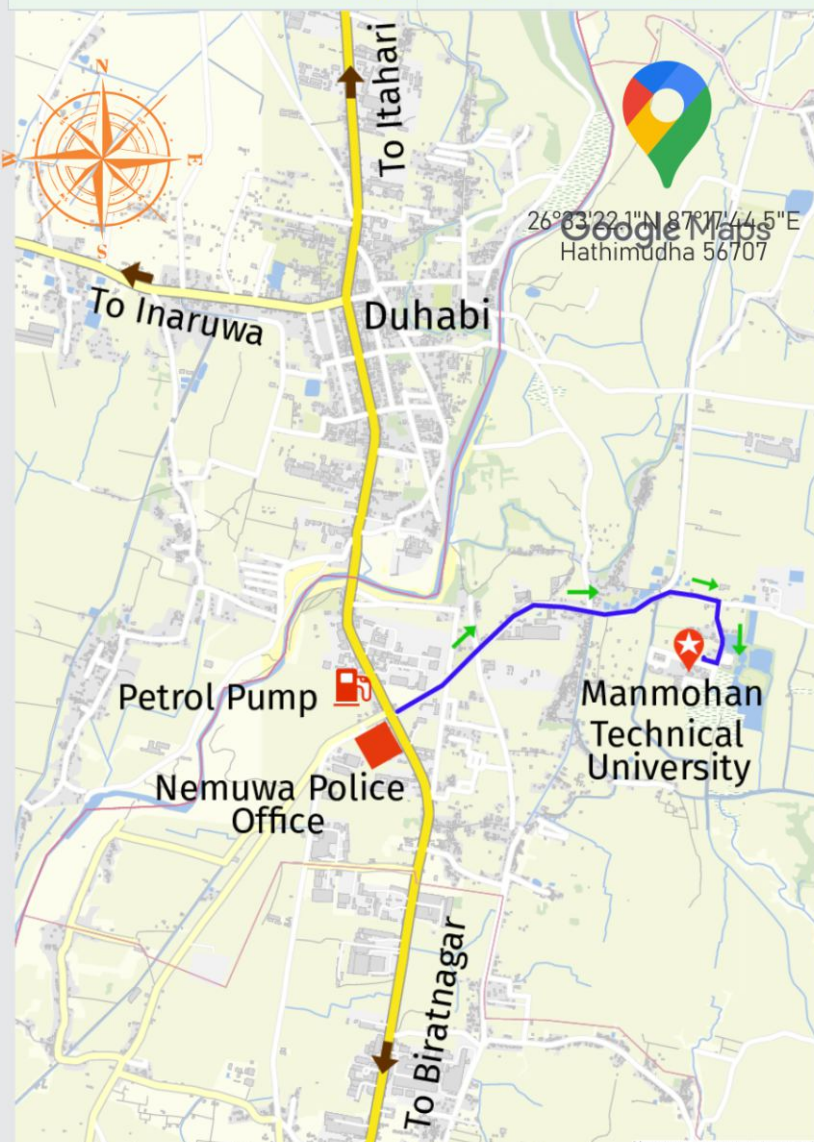 N
W
E
S
To Itahari
26°33'22.1"N 87°17'44.5"E
Google Maps
Hathimudha 56707
To Inaruwa
Duhabi
Petrol Pump
Manmohan
Technical
University
Nemuwa Police
Office
To Biratnagar